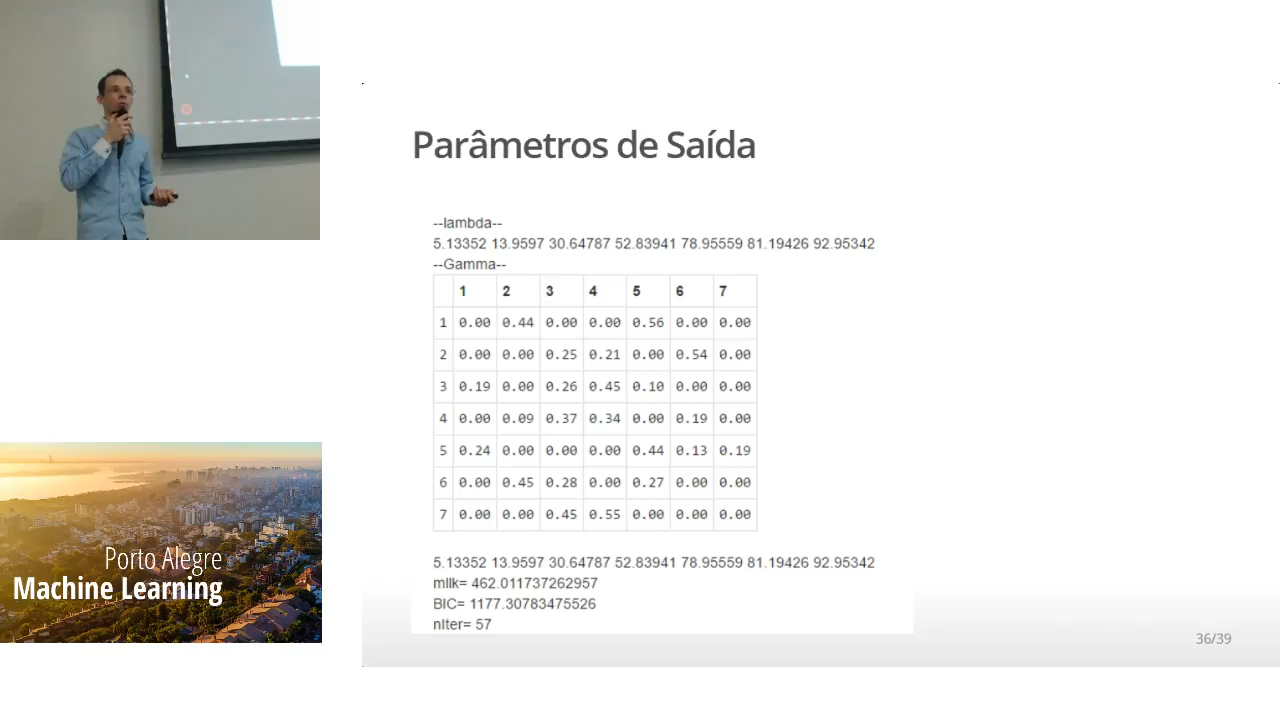 Parâmetros de Saída
--lambda--
5.13352 13.9597 30.64787 52.83941 78.95559 81.19426 92.95342
--Gamma--
1 2 3 4 5 6 7
1 0.00 0.44 0.00 0.00 0.56 0.00 0.00
2 0.00 0.00 0.25 0.21 0.00 0.54 0.00
3 0.19 0.00 0.26 0.45 0.10 0.00 0.00
4 0.00 0.09 0.37 0.34 0.00 0.19 0.00
5 0.24 0.00 0.00 0.00 0.44 0.13 0.19
6 0.00 0.45 0.28 0.00 0.27 0.00 0.00
7 0.00 0.00 0.45 0.55 0.00 0.00 0.00
5.13352 13.9597 30.64787 52.83941 78.95559 81.19426 92.95342
mllk= 462.011737262957
BIC= 1177.30783475526
nIter= 57
36/39
Porto Alegre
Machine Learning